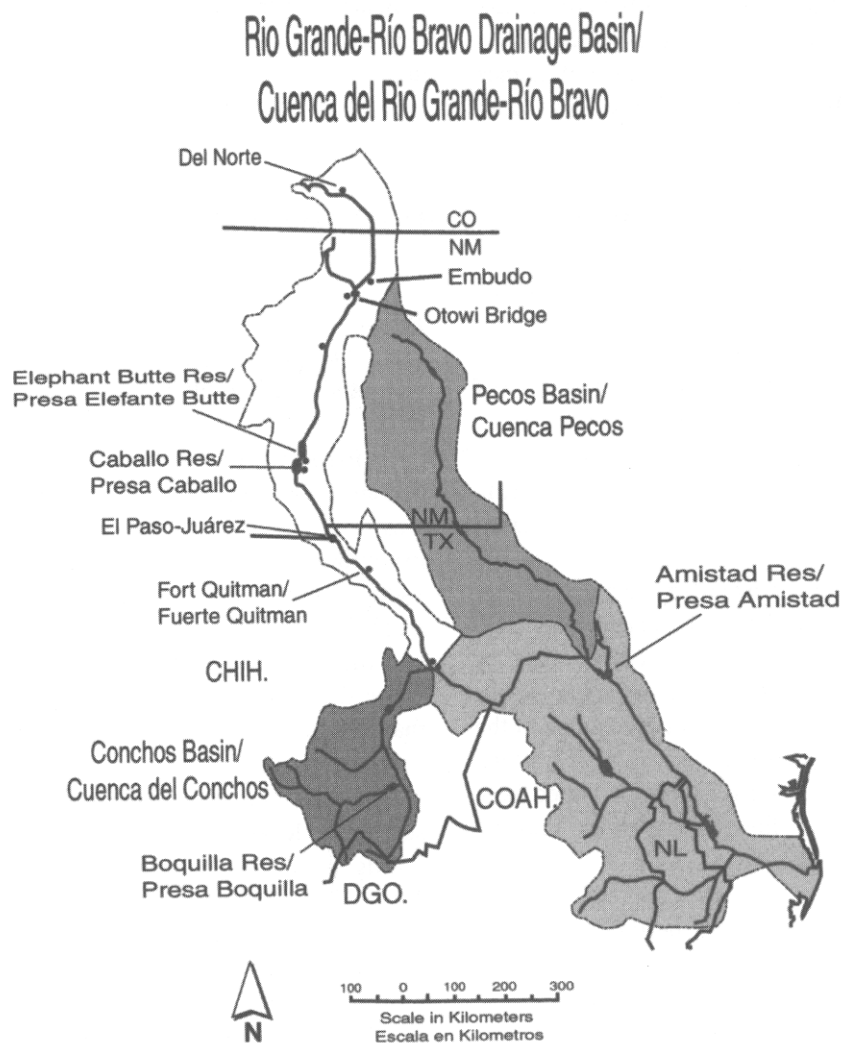 Rio Grande-Río Bravo Drainage Basin/
Cuenca del Rio Grande-Río Bravo
Del Norte
CO
NM
Embudo
Otowi Bridge
Elephant Butte Res/
Presa Elefante Butte
Pecos Basin/
Cuenca Pecos
Caballo Res/
Presa Caballo
El Paso-Juárez
NM
TX
Fort Quitman/
Fuerte Quitman
Amistad Res/
Presa Amistad
CHIH.
Conchos Basin/
Cuenca del Conchos
COAH.
NL
Boquilla Res/
Presa Boquilla
DGO.
N
100 0 100 200 300
Scale in Kilometers
Escala en Kilometros